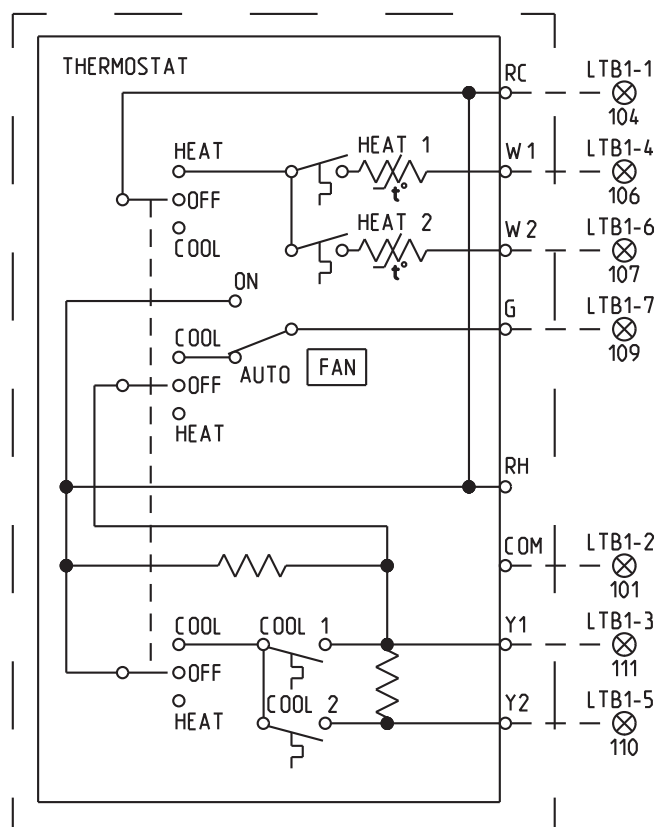 THERMOSTAT
RC
LTB1-1
104
HEAT
HEAT 1
W1
LTB1-4
106
OFF
t°
COOL
HEAT 2
W2
LTB1-6
107
t°
ON
G
LTB1-7
109
COOL
AUTO
FAN
OFF
HEAT
RH
COM
LTB1-2
101
COOL
COOL 1
Y1
LTB1-3
111
OFF
HEAT
COOL 2
Y2
LTB1-5
110